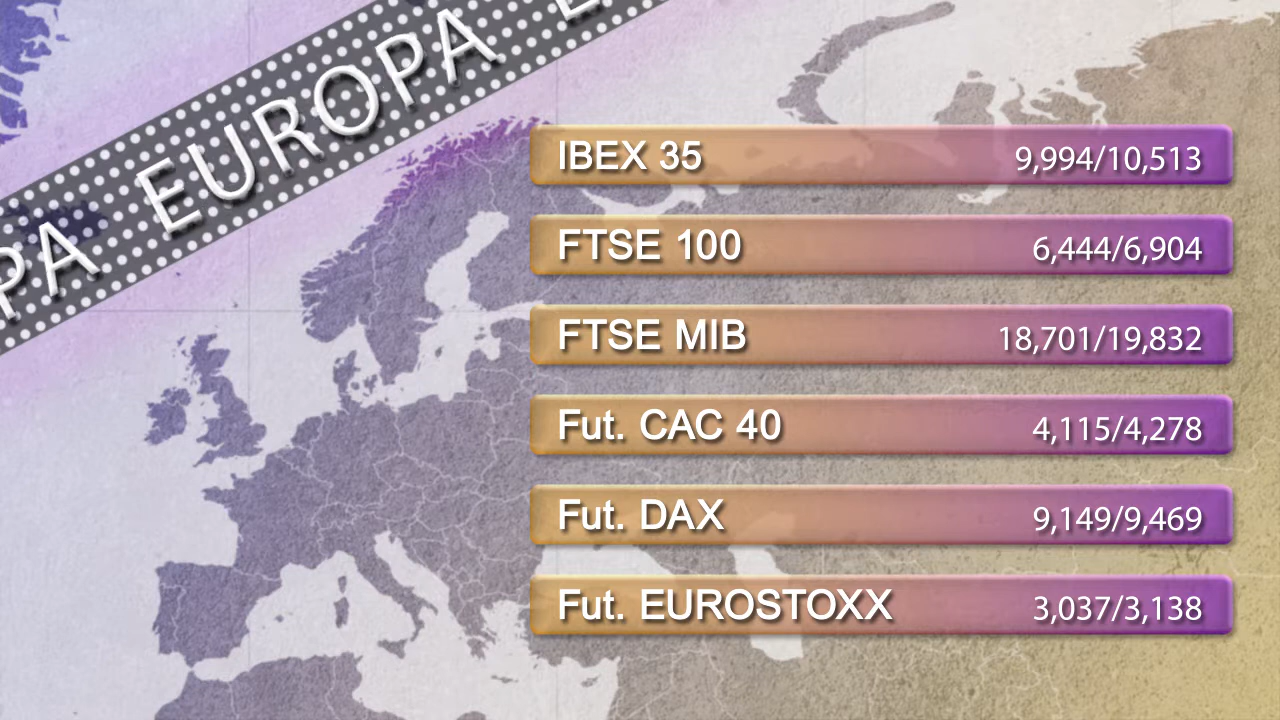 PA EUROPA E
IBEX 35 9,994/10,513
FTSE 100 6,444/6,904
FTSE MIB 18,701/19,832
Fut. CAC 40 4,115/4,278
Fut. DAX 9,149/9,469
Fut. EUROSTOXX 3,037/3,138